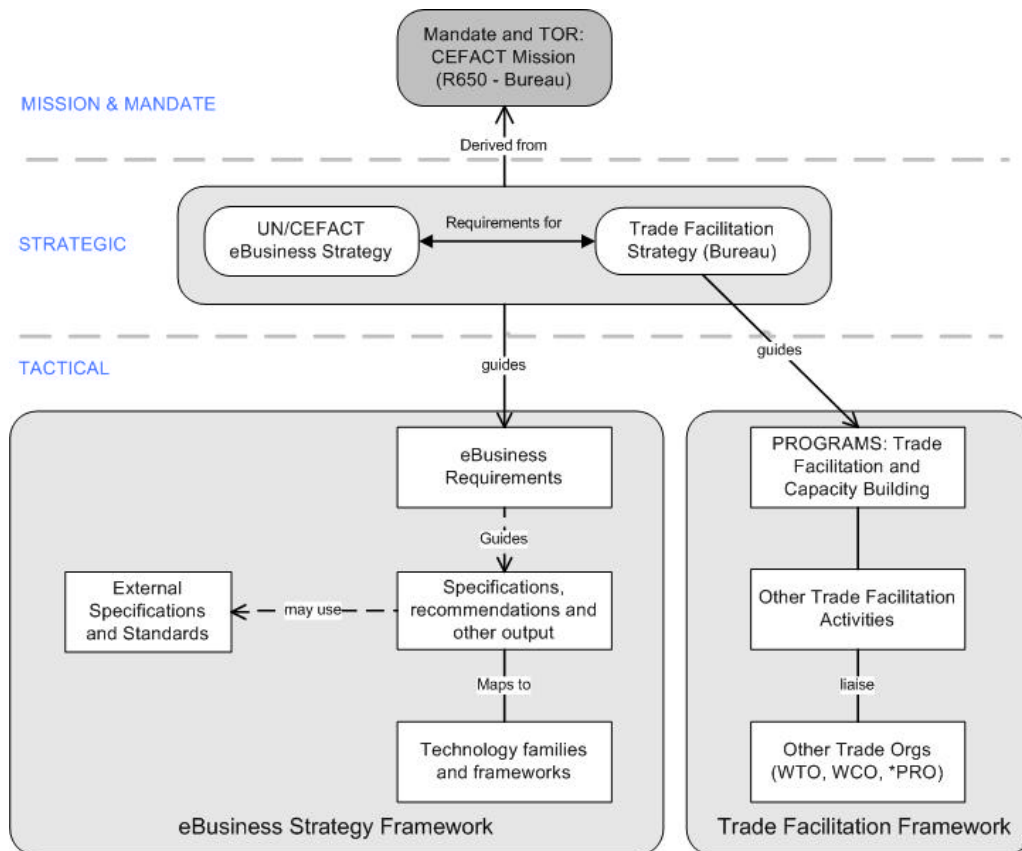 Mandate and TOR:
CEFACT Mission
(R650 - Bureau)
MISSION & MANDATE
Derived from
STRATEGIC
UN/CEFACT
eBusiness Strategy
Requirements for
Trade Facilitation
Strategy (Bureau)
TACTICAL
guides
guides
eBusiness
Requirements
Guides
External
Specifications
and Standards
may use
Specifications,
recommendations and
other output
Maps to
Technology families
and frameworks
eBusiness Strategy Framework
PROGRAMS: Trade
Facilitation and
Capacity Building
Other Trade Facilitation
Activities
liaise
Other Trade Orgs
(WTO, WCO, *PRO)
Trade Facilitation Framework